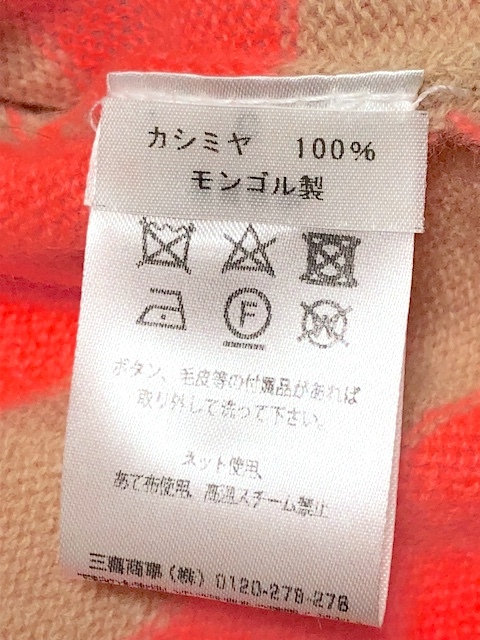 カシミヤ 100%
モンゴル製
F
W
ボタン、毛皮等の付属品があれば
取り外して洗って下さい。
ネット使用、
あて布使用、高温スチーム禁止
三喜商事（株）0120-278-278